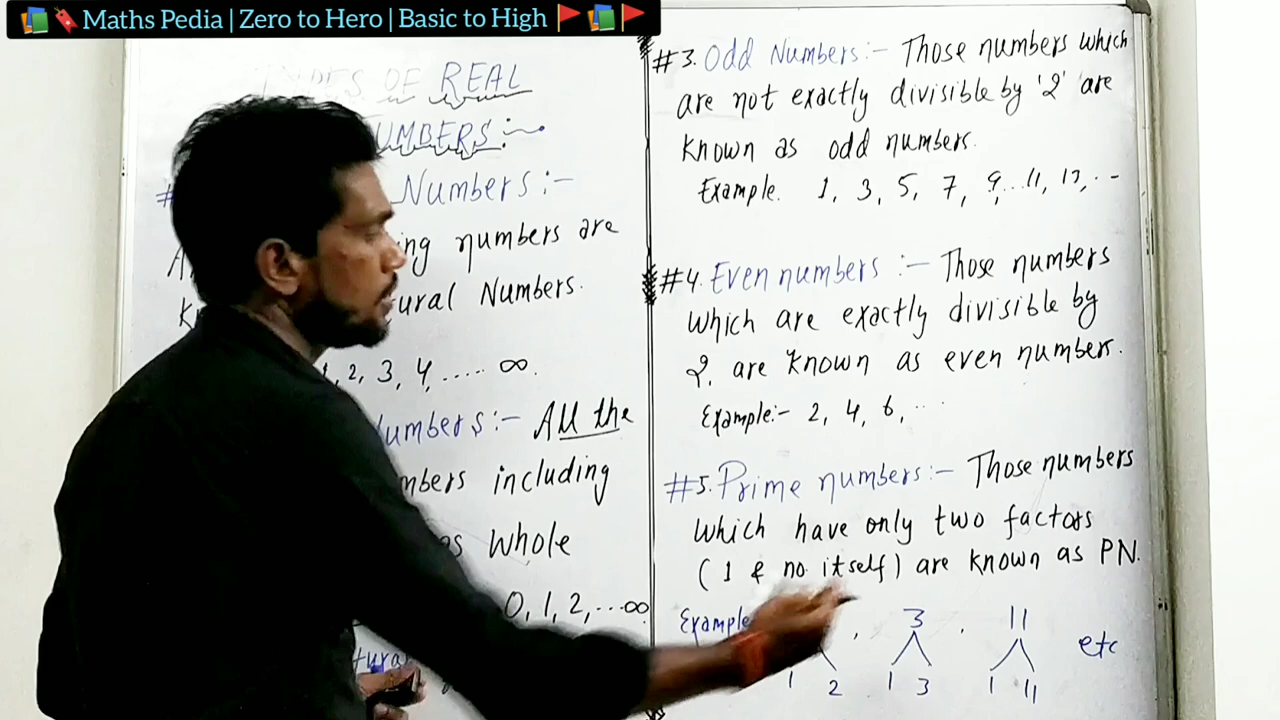 Maths Pedia | Zero to Hero | Basic to High
TYPES OF REAL
UMBERS :-
# Numbers :-
ing numbers are
ural Numbers.
1, 2, 3, 4, ..... ∞.
umbers :- All the
mbers including
as whole
0, 1, 2, ...∞
tura
#3. Odd Numbers :- Those numbers which
are not exactly divisible by '2' are
known as odd numbers.
Example. 1, 3, 5, 7, 9...11, 13, ..
#4. Even numbers :- Those numbers
which are exactly divisible by
2, are known as even numbers.
Example:- 2, 4, 6, ...
#5. Prime numbers :- Those numbers
which have only two factors
(1 & no. itself) are known as PN.
Example , 3 , 11 etc
1 2 1 3 1 11